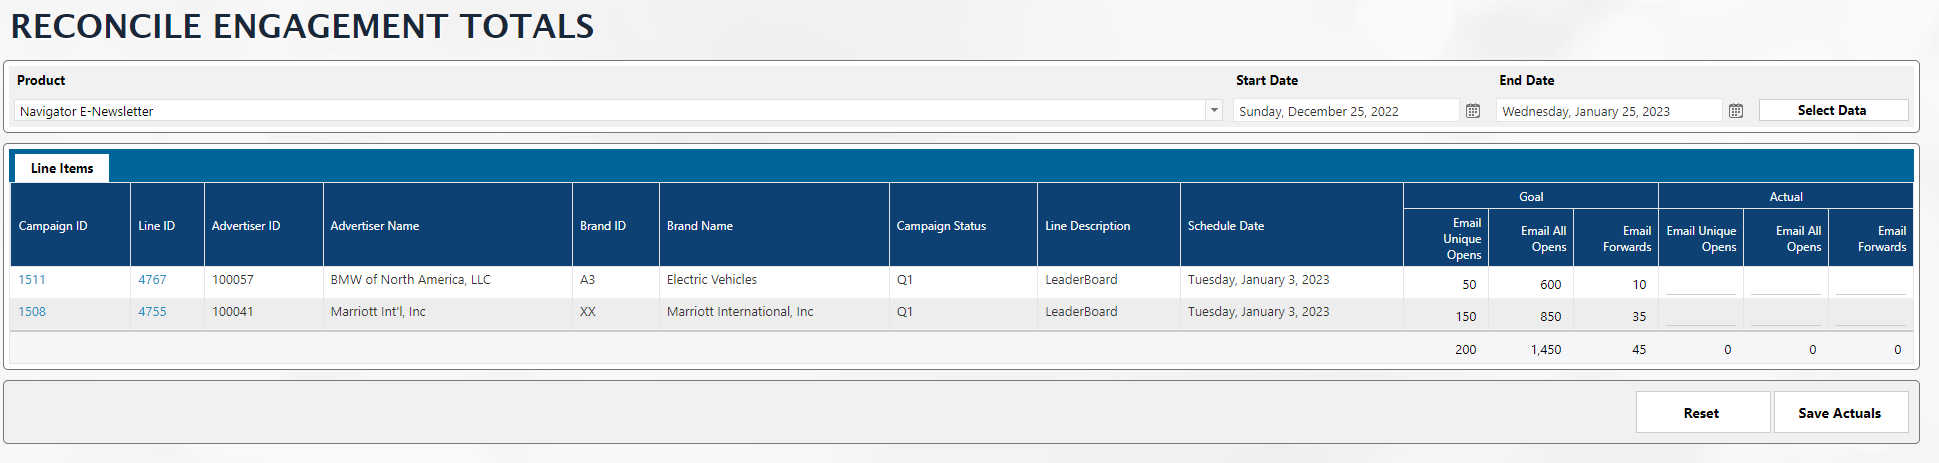 RECONCILE ENGAGEMENT TOTALS
Product Start Date End Date
Navigator E-Newsletter Sunday, December 25, 2022 Wednesday, January 25, 2023 Select Data
Line Items
Goal Actual
Campaign ID Line ID Advertiser ID Advertiser Name Brand ID Brand Name Campaign Status Line Description Schedule Date Email Unique Opens Email All Opens Email Forwards Email Unique Opens Email All Opens Email Forwards
1511 4767 100057 BMW of North America, LLC A3 Electric Vehicles Q1 LeaderBoard Tuesday, January 3, 2023 50 600 10
1508 4755 100041 Marriott Int'l, Inc XX Marriott International, Inc Q1 LeaderBoard Tuesday, January 3, 2023 150 850 35
200 1,450 45 0 0 0
Reset Save Actuals